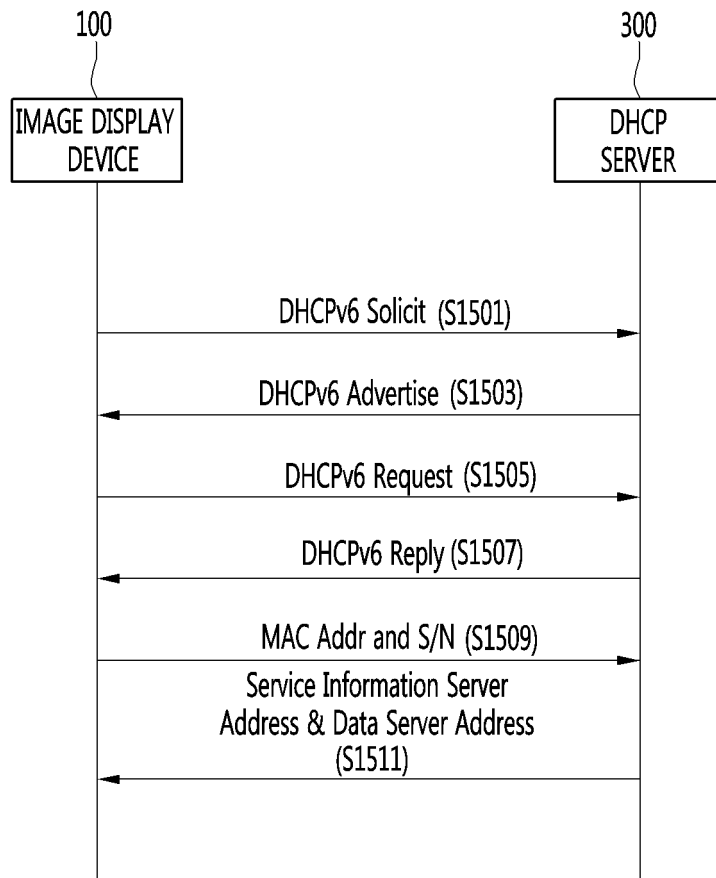 100
300
IMAGE DISPLAY
DEVICE
DHCP
SERVER
DHCPv6 Solicit (S1501)
DHCPv6 Advertise (S1503)
DHCPv6 Request (S1505)
DHCPv6 Reply (S1507)
MAC Addr and S/N (S1509)
Service Information Server
Address & Data Server Address
(S1511)